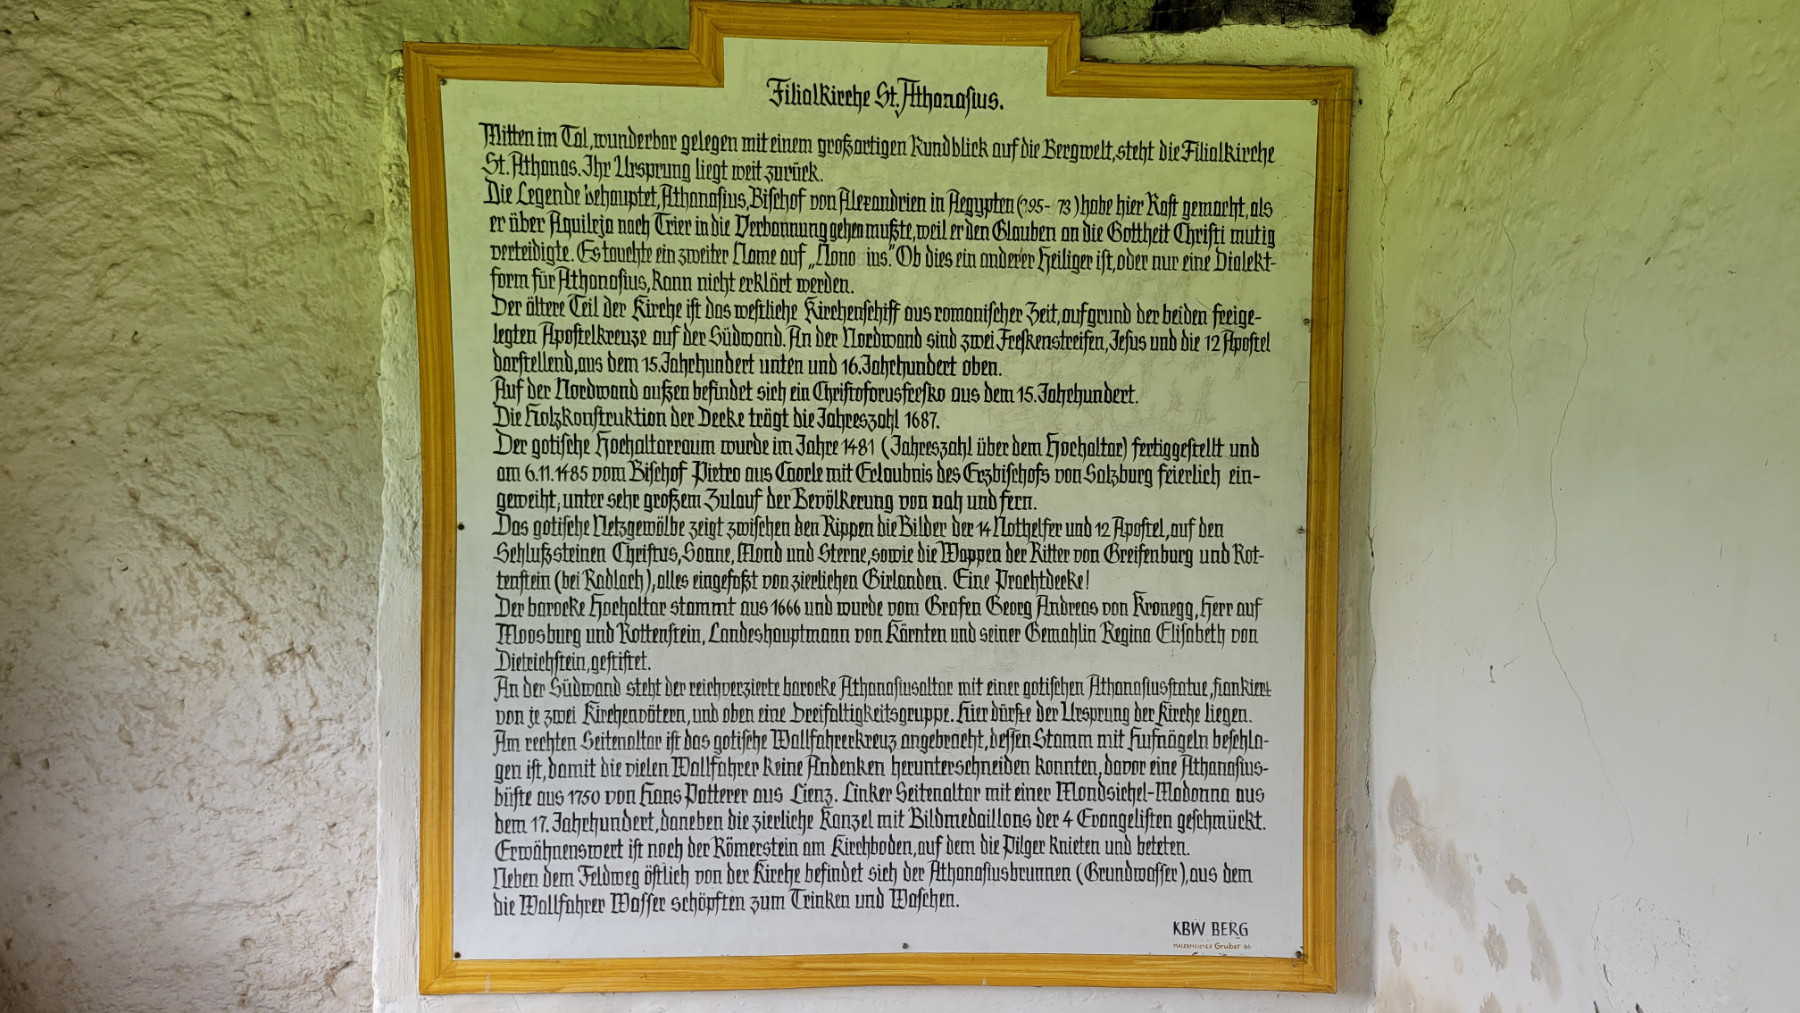 Filialkirche St. Athanasius.
Mitten im Tal, wunderbar gelegen mit einem großartigen Rundblick auf die Bergwelt, steht die Filialkirche
St. Athanas. Ihr Ursprung liegt weit zurück.
Die Legende behauptet, Athanasius, Bischof von Alexandrien in Aegypten ( 95- 73) habe hier Rast gemacht, als
er über Aquileja nach Trier in die Verbannung gehen mußte, weil er den Glauben an die Gottheit Christi mutig
verteidigte. Es tauchte ein zweiter Name auf „Nono ius". Ob dies ein anderer Heiliger ist, oder nur eine Dialekt-
form für Athanasius, kann nicht erklärt werden.
Der ältere Teil der Kirche ist das westliche Kirchenschiff aus romanischer Zeit, aufgrund der beiden freige-
legten Apostelkreuze auf der Südwand. An der Nordwand sind zwei Freskenstreifen, Jesus und die 12 Apostel
darstellend, aus dem 15. Jahrhundert unten und 16. Jahrhundert oben.
Auf der Nordwand außen befindet sich ein Christoforusfresko aus dem 15. Jahrhundert.
Die Holzkonstruktion der Decke trägt die Jahreszahl 1687.
Der gotische Hochaltarraum wurde im Jahre 1481 (Jahreszahl über dem Hochaltar) fertiggestellt und
am 6.11.1485 vom Bischof Pietro aus Caorle mit Erlaubnis des Erzbischofs von Salzburg feierlich ein-
geweiht, unter sehr großem Zulauf der Bevölkerung von nah und fern.
Das gotische Netzgewölbe zeigt zwischen den Rippen die Bilder der 14 Nothelfer und 12 Apostel, auf den
Schlußsteinen Christus, Sonne, Mond und Sterne, sowie die Wappen der Ritter von Greifenburg und Rot-
tenstein (bei Radlach), alles eingefaßt von zierlichen Girlanden. Eine Prachtdecke!
Der barocke Hochaltar stammt aus 1666 und wurde vom Grafen Georg Andreas von Kronegg, Herr auf
Moosburg und Rottenstein, Landeshauptmann von Kärnten und seiner Gemahlin Regina Elisabeth von
Dietrichstein, gestiftet.
An der Südwand steht der reichverzierte barocke Athanasiusaltar mit einer gotischen Athanasiusstatue, flankiert
von je zwei Kirchenvätern, und oben eine Dreifaltigkeitsgruppe. Hier dürfte der Ursprung der Kirche liegen.
Am rechten Seitenaltar ist das gotische Wallfahrerkreuz angebracht, dessen Stamm mit Hufnägeln beschla-
gen ist, damit die vielen Wallfahrer keine Andenken herunterschneiden konnten, davor eine Athanasius-
büste aus 1750 von Hans Patterer aus Lienz. Linker Seitenaltar mit einer Mondsichel-Madonna aus
dem 17. Jahrhundert, daneben die zierliche Kanzel mit Bildmedaillons der 4 Evangelisten geschmückt.
Erwähnenswert ist noch der Römerstein am Kirchboden, auf dem die Pilger knieten und beteten.
Neben dem Feldweg östlich von der Kirche befindet sich der Athanasiusbrunnen (Grundwasser), aus dem
die Wallfahrer Wasser schöpften zum Trinken und Waschen.
KBW BERG
MALERMEISTER Gruber